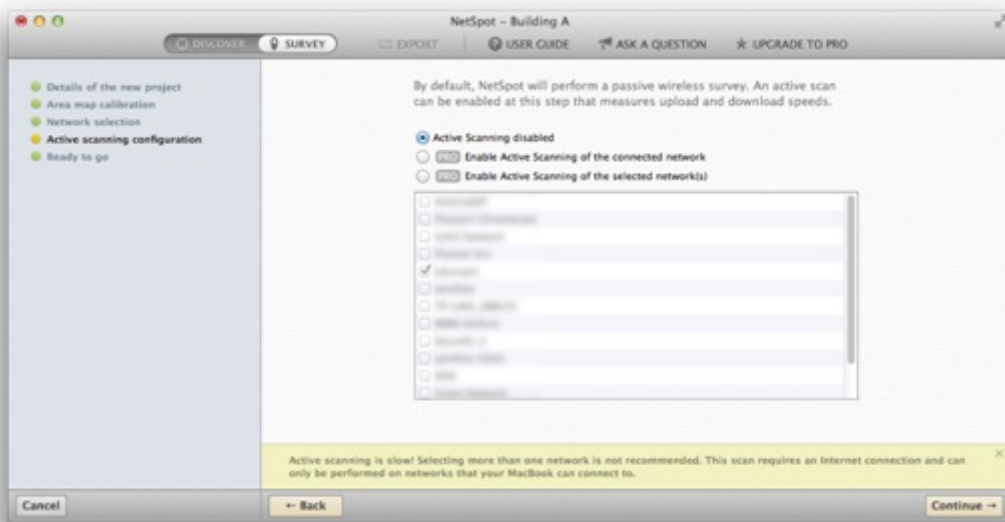 NetSpot - Building A
DISCOVER
SURVEY
EXPORT
USER GUIDE
ASK A QUESTION
UPGRADE TO PRO
Details of the new project
Area map calibration
Network selection
Active scanning configuration
Ready to go
By default, NetSpot will perform a passive wireless survey. An active scan
can be enabled at this step that measures upload and download speeds.
Active Scanning disabled
PRO Enable Active Scanning of the connected network
PRO Enable Active Scanning of the selected network(s)
Active scanning is slow! Selecting more than one network is not recommended. This scan requires an Internet connection and can
only be performed on networks that your MacBook can connect to.
Cancel
← Back
Continue →